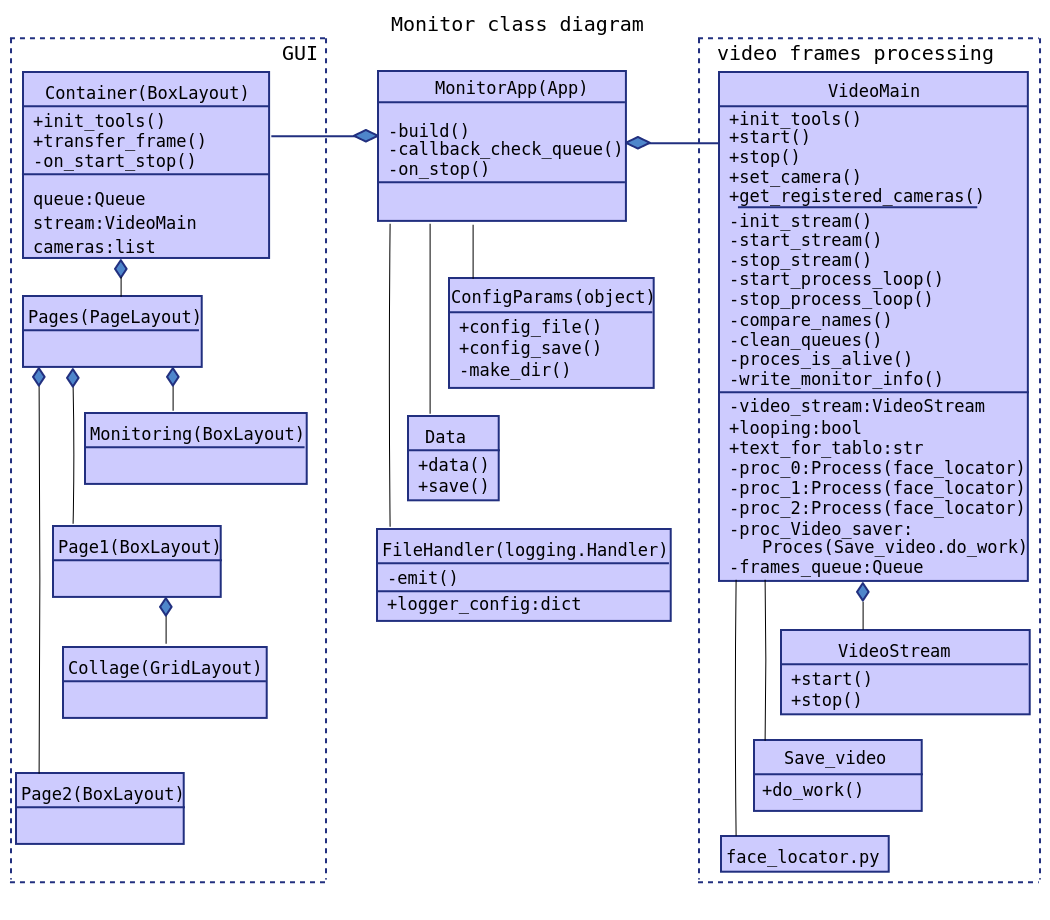 Monitor class diagram
GUI
Container(BoxLayout)
+init_tools()
+transfer_frame()
-on_start_stop()
queue:Queue
stream:VideoMain
cameras:list
Pages(PageLayout)
Monitoring(BoxLayout)
Page1(BoxLayout)
Collage(GridLayout)
Page2(BoxLayout)
MonitorApp(App)
-build()
-callback_check_queue()
-on_stop()
ConfigParams(object)
+config_file()
+config_save()
-make_dir()
Data
+data()
+save()
FileHandler(logging.Handler)
-emit()
+logger_config:dict
video frames processing
VideoMain
+init_tools()
+start()
+stop()
+set_camera()
+get_registered_cameras()
-init_stream()
-start_stream()
-stop_stream()
-start_process_loop()
-stop_process_loop()
-compare_names()
-clean_queues()
-proces_is_alive()
-write_monitor_info()
-video_stream:VideoStream
+looping:bool
+text_for_tablo:str
-proc_0:Process(face_locator)
-proc_1:Process(face_locator)
-proc_2:Process(face_locator)
-proc_Video_saver:
Proces(Save_video.do_work)
-frames_queue:Queue
VideoStream
+start()
+stop()
Save_video
+do_work()
face_locator.py